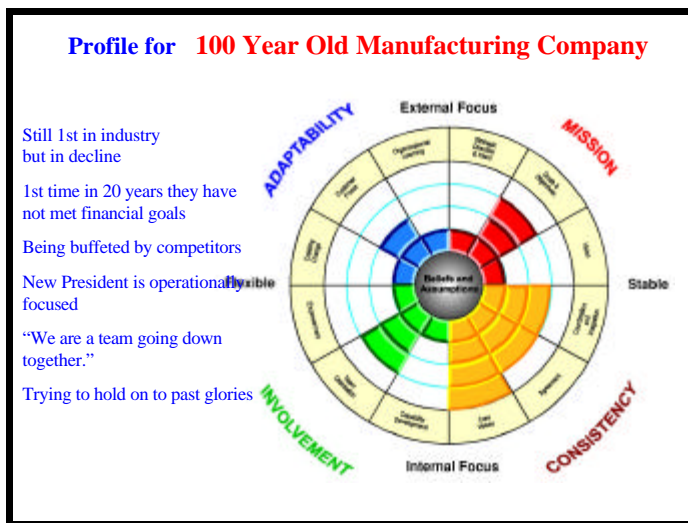 Profile for 100 Year Old Manufacturing Company
Still 1st in industry
but in decline
1st time in 20 years they have
not met financial goals
Being buffeted by competitors
New President is operationally
focused
“We are a team going down
together.”
Trying to hold on to past glories
ADAPTABILITY
External Focus
MISSION
Organizational
Learning
Strategic
Direction
& Intent
Customer
Focus
Goals &
Objectives
Creating
Change
Vision
Flexible
Beliefs and
Assumptions
Stable
Empowerment
Coordination
and
Integration
Team
Orientation
Agreement
Capability
Development
Core
Values
INVOLVEMENT
Internal Focus
CONSISTENCY